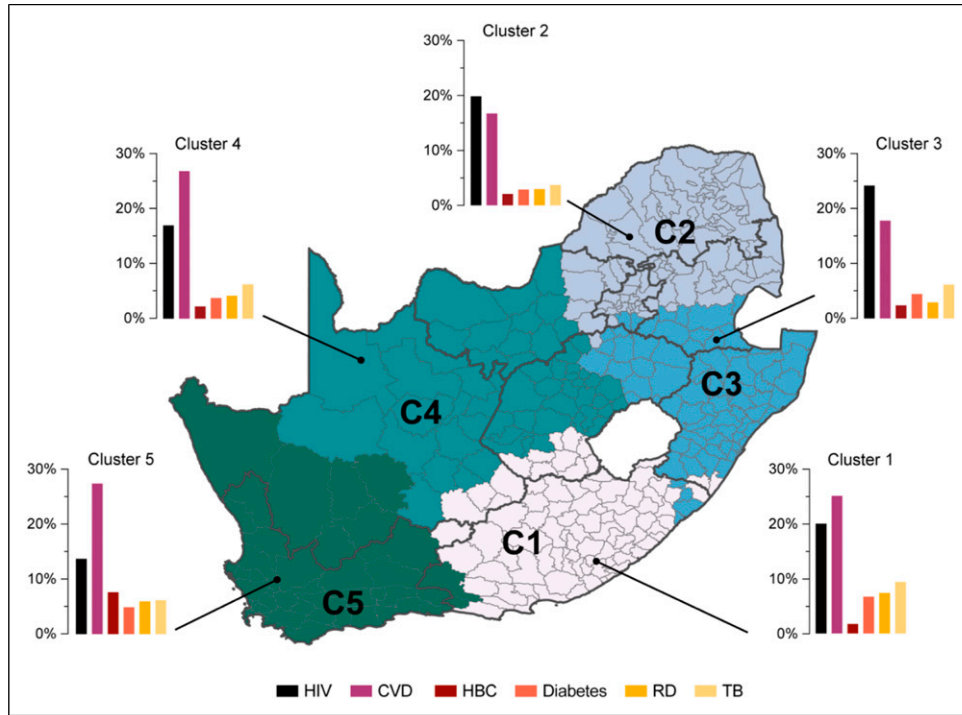 Cluster 2
30%
20%
10%
0%
Cluster 4
30%
20%
10%
0%
Cluster 3
30%
20%
10%
0%
C2
C3
C4
Cluster 5
30%
20%
10%
0%
Cluster 1
30%
20%
10%
0%
C1
C5
HIV CVD HBC Diabetes RD TB